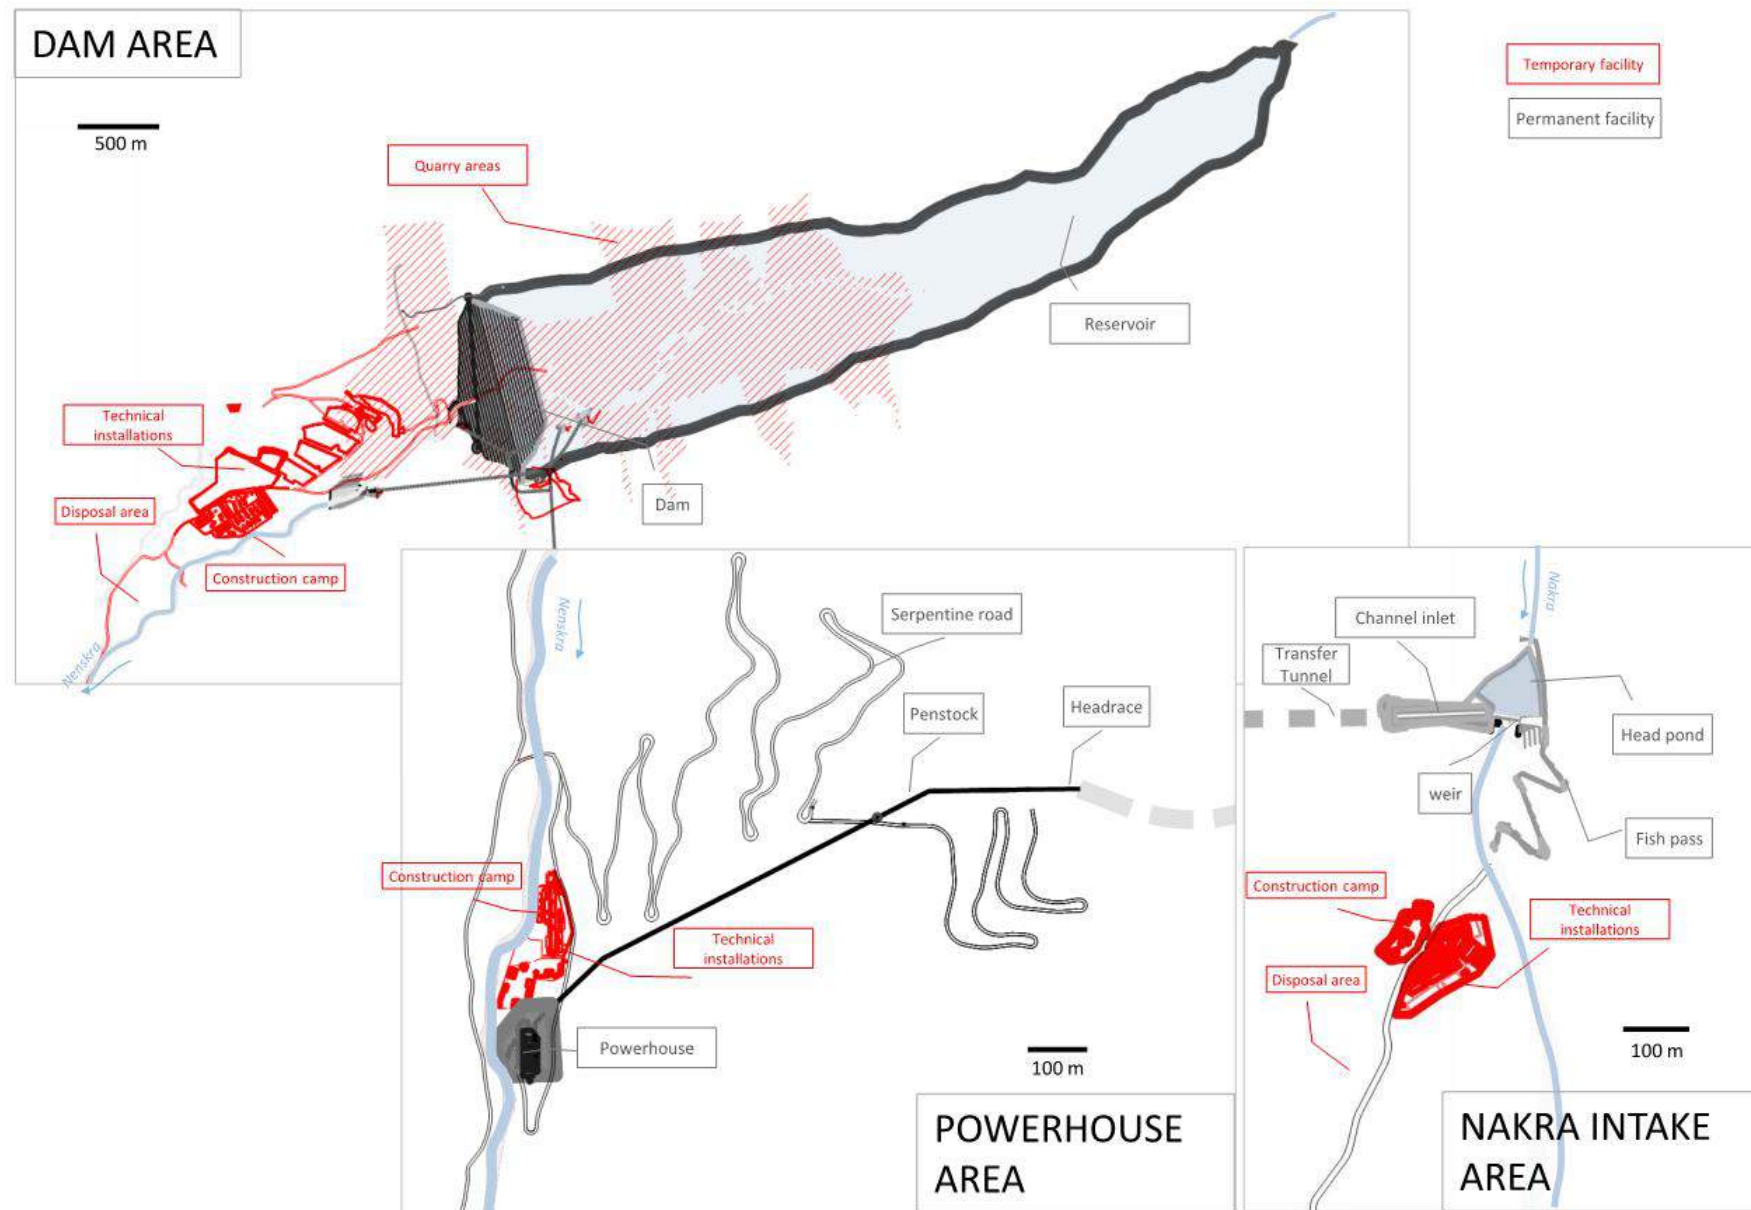 DAM AREA
500 m
Temporary facility
Permanent facility
Quarry areas
Reservoir
Technical
installations
Disposal area
Construction camp
Dam
Nenskra
Nenskra
Serpentine road
Penstock
Headrace
Construction camp
Technical
installations
Powerhouse
100 m
POWERHOUSE
AREA
Nakra
Channel inlet
Transfer
Tunnel
Head pond
weir
Fish pass
Construction camp
Technical
installations
Disposal area
100 m
NAKRA INTAKE
AREA